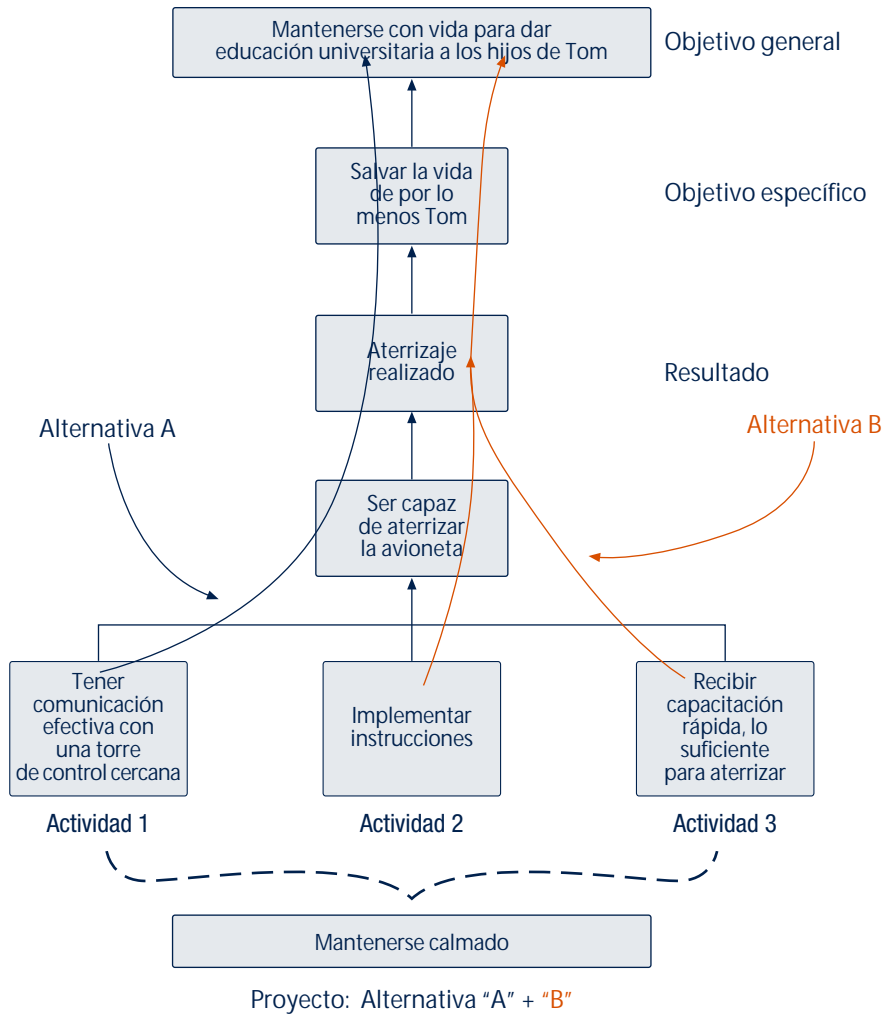 Mantenerse con vida para dar
educación universitaria a los hijos de Tom
Objetivo general
Salvar la vida
de por lo
menos Tom
Objetivo específico
Aterrizaje
realizado
Resultado
Alternativa A
Alternativa B
Ser capaz
de aterrizar
la avioneta
Tener
comunicación
efectiva con
una torre
de control cercana
Implementar
instrucciones
Recibir
capacitación
rápida, lo
suficiente
para aterrizar
Actividad 1
Actividad 2
Actividad 3
Mantenerse calmado
Proyecto: Alternativa “A” + “B”